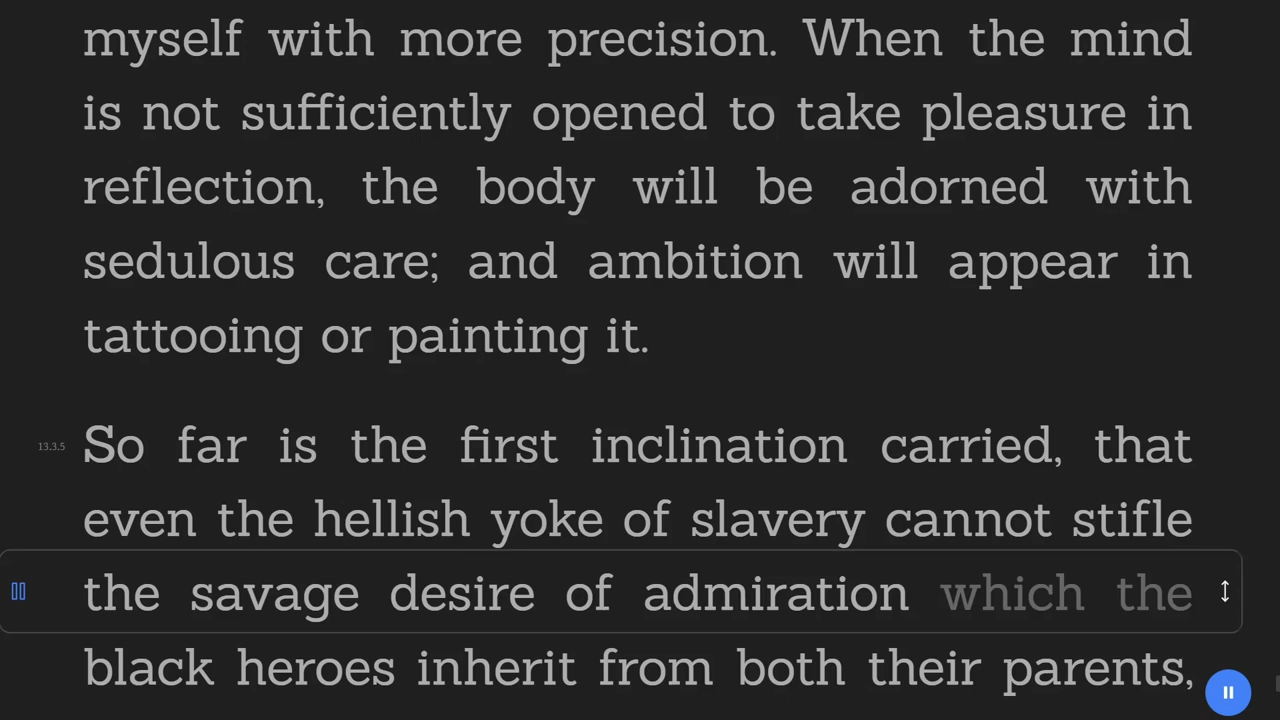 myself with more precision. When the mind
is not sufficiently opened to take pleasure in
reflection, the body will be adorned with
sedulous care; and ambition will appear in
tattooing or painting it.
13.3.5 So far is the first inclination carried, that
even the hellish yoke of slavery cannot stifle
the savage desire of admiration which the
black heroes inherit from both their parents,